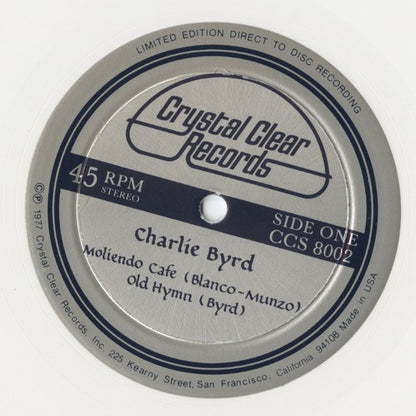 LIMITED EDITION DIRECT TO DISC RECORDING
Crystal Clear
Records
45 RPM
STEREO
SIDE ONE
CCS 8002
Charlie Byrd
Moliendo Cafe (Blanco-Munzo)
Old Hymn (Byrd)
©℗ 1977 Crystal Clear Records, Inc. 225 Kearny Street, San Francisco, California 94108 Made in USA